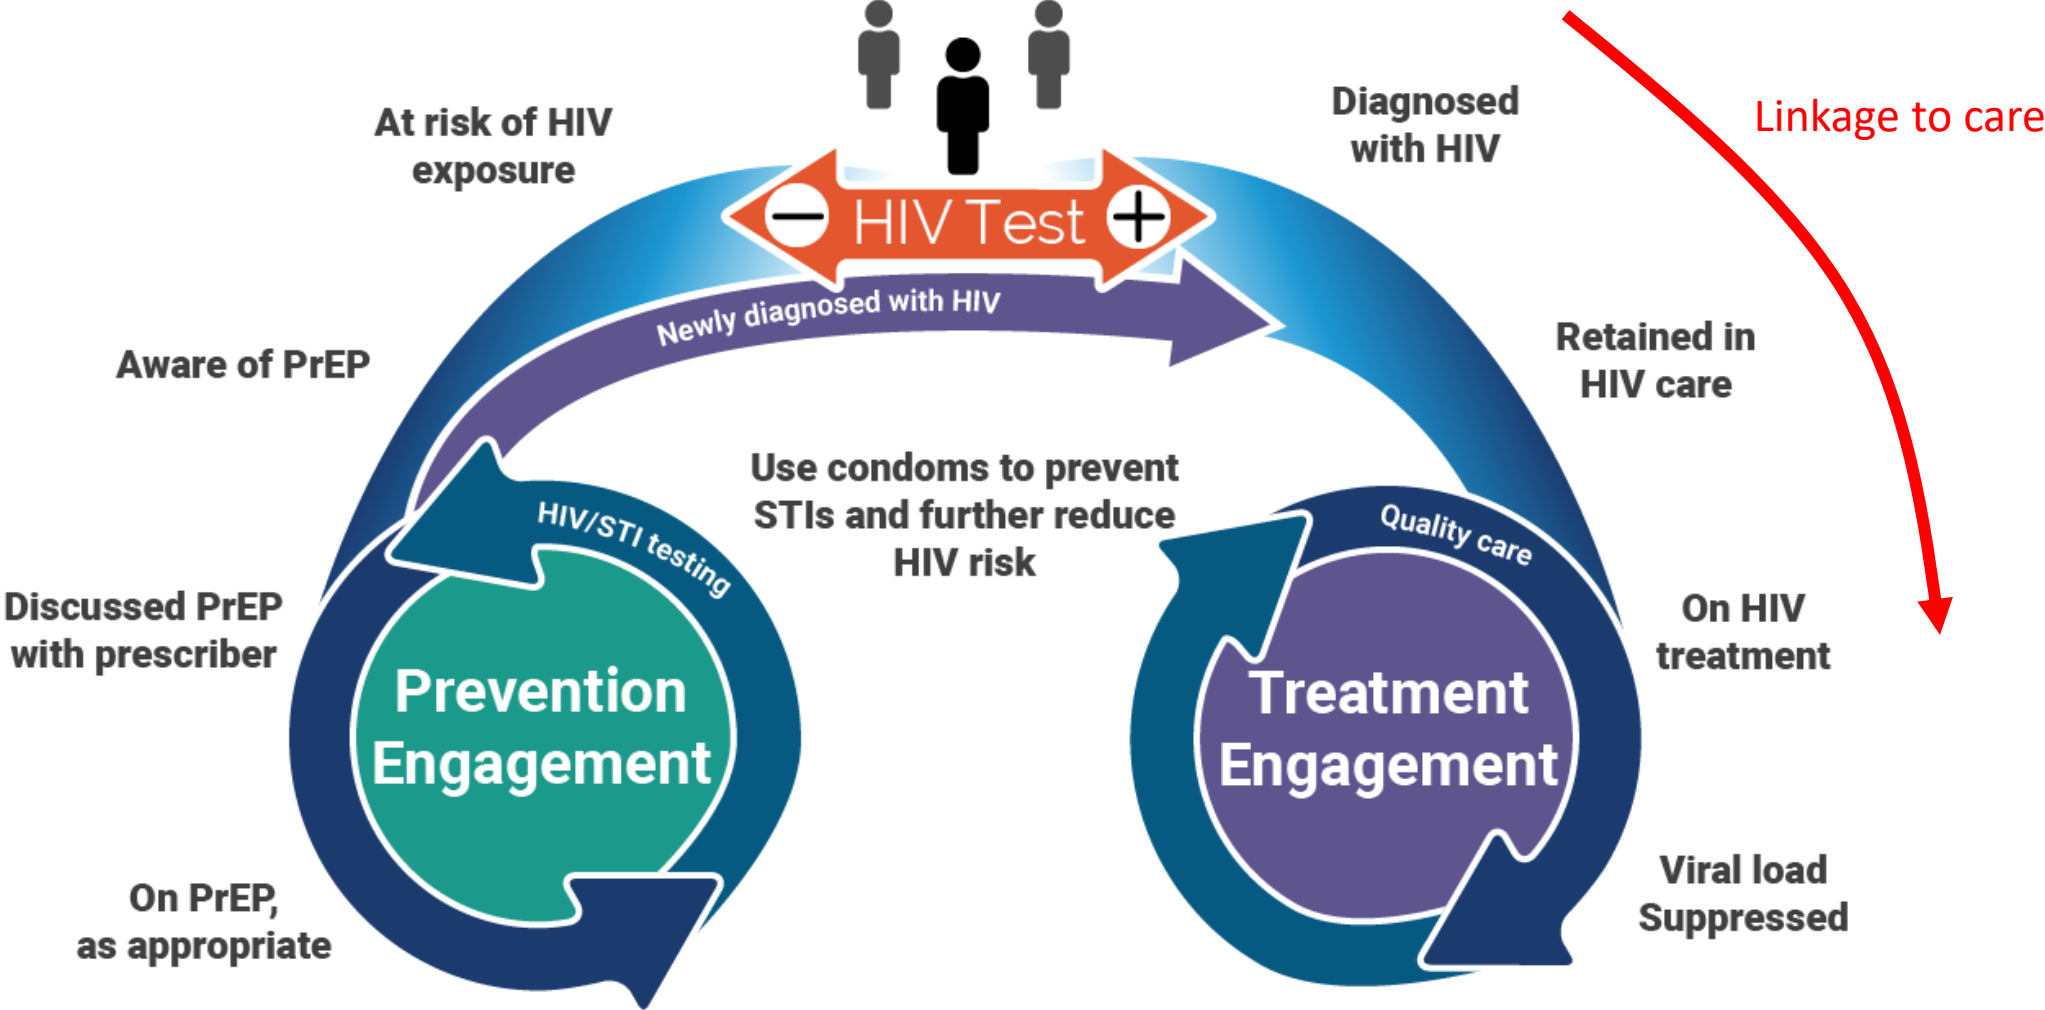 At risk of HIV
exposure
HIV Test
Diagnosed
with HIV
Linkage to care
Newly diagnosed with HIV
Aware of PrEP
Retained in
HIV care
Use condoms to prevent
STIs and further reduce
HIV risk
HIV/STI testing
Quality care
Discussed PrEP
with prescriber
On HIV
treatment
Prevention
Engagement
Treatment
Engagement
On PrEP,
as appropriate
Viral load
Suppressed